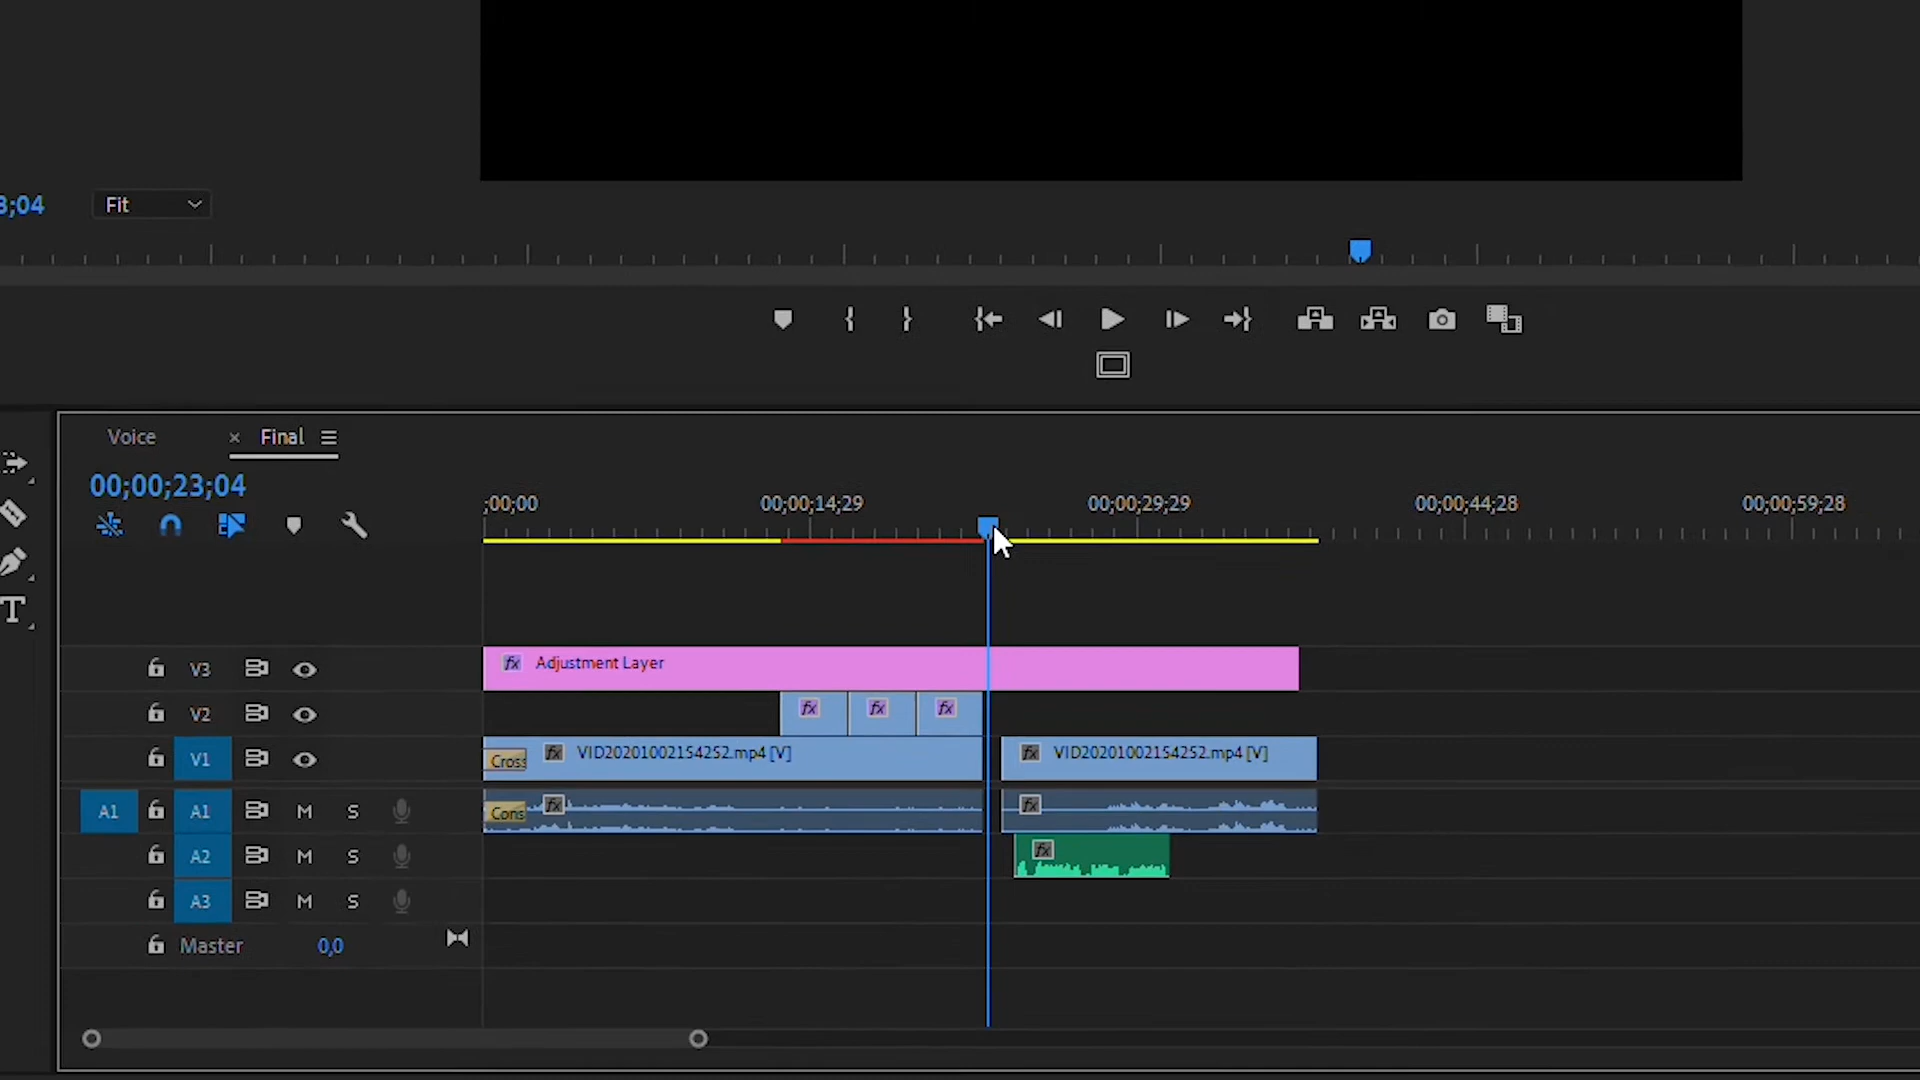 3;04 Fit
Voice × Final
00;00;23;04
;00;00 00;00;14;29 00;00;29;29 00;00;44;28 00;00;59;28
V3 fx Adjustment Layer
V2 fx fx fx
V1 Cross fx VID20201002154252.mp4 [V] fx VID20201002154252.mp4 [V]
A1 A1 M S Cons fx fx
A2 M S fx
A3 M S
Master 0,0